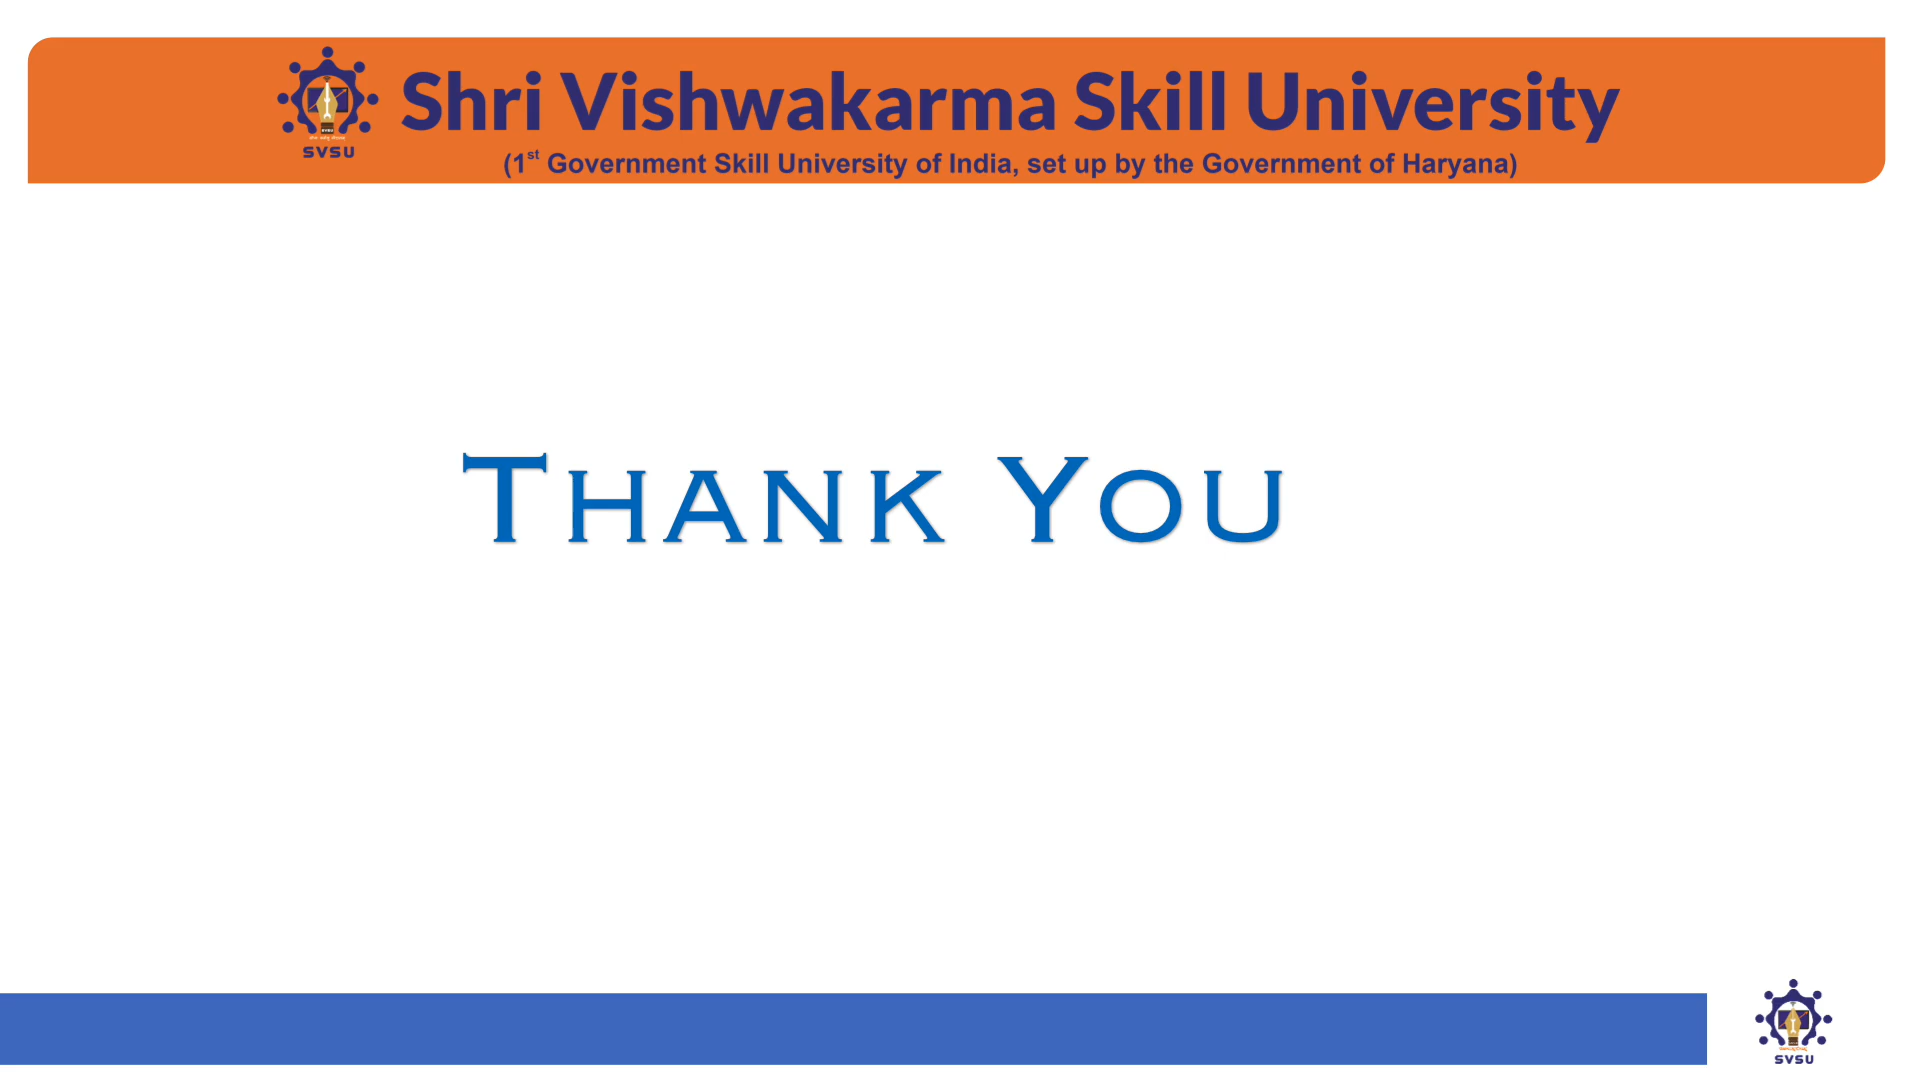 Shri Vishwakarma Skill University
(1st Government Skill University of India, set up by the Government of Haryana)
SVSU
THANK YOU
SVSU